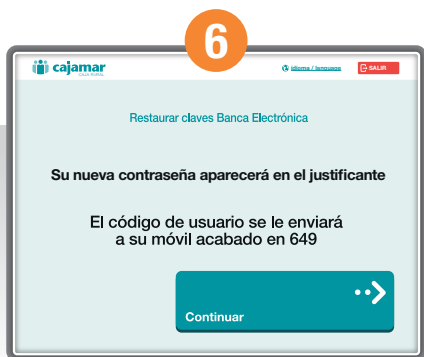 6
cajamar
CAJA RURAL
idioma / language
SALIR
Restaurar claves Banca Electrónica
Su nueva contraseña aparecerá en el justificante
El código de usuario se le enviará
a su móvil acabado en 649
Continuar